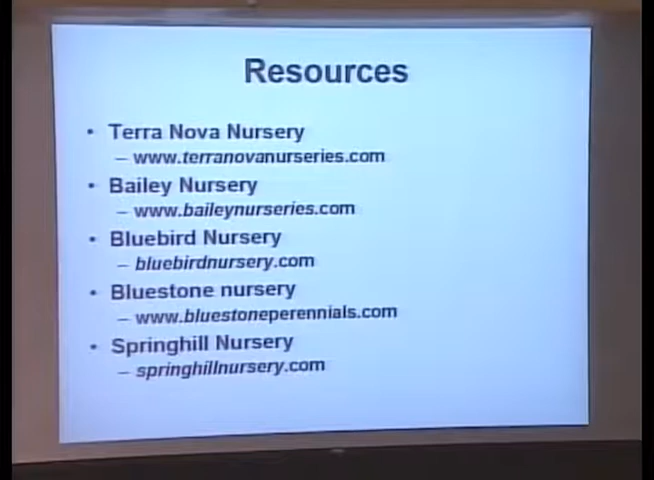 Resources
• Terra Nova Nursery
– www.terranovanurseries.com
• Bailey Nursery
– www.baileynurseries.com
• Bluebird Nursery
– bluebirdnursery.com
• Bluestone nursery
– www.bluestoneperennials.com
• Springhill Nursery
– springhillnursery.com